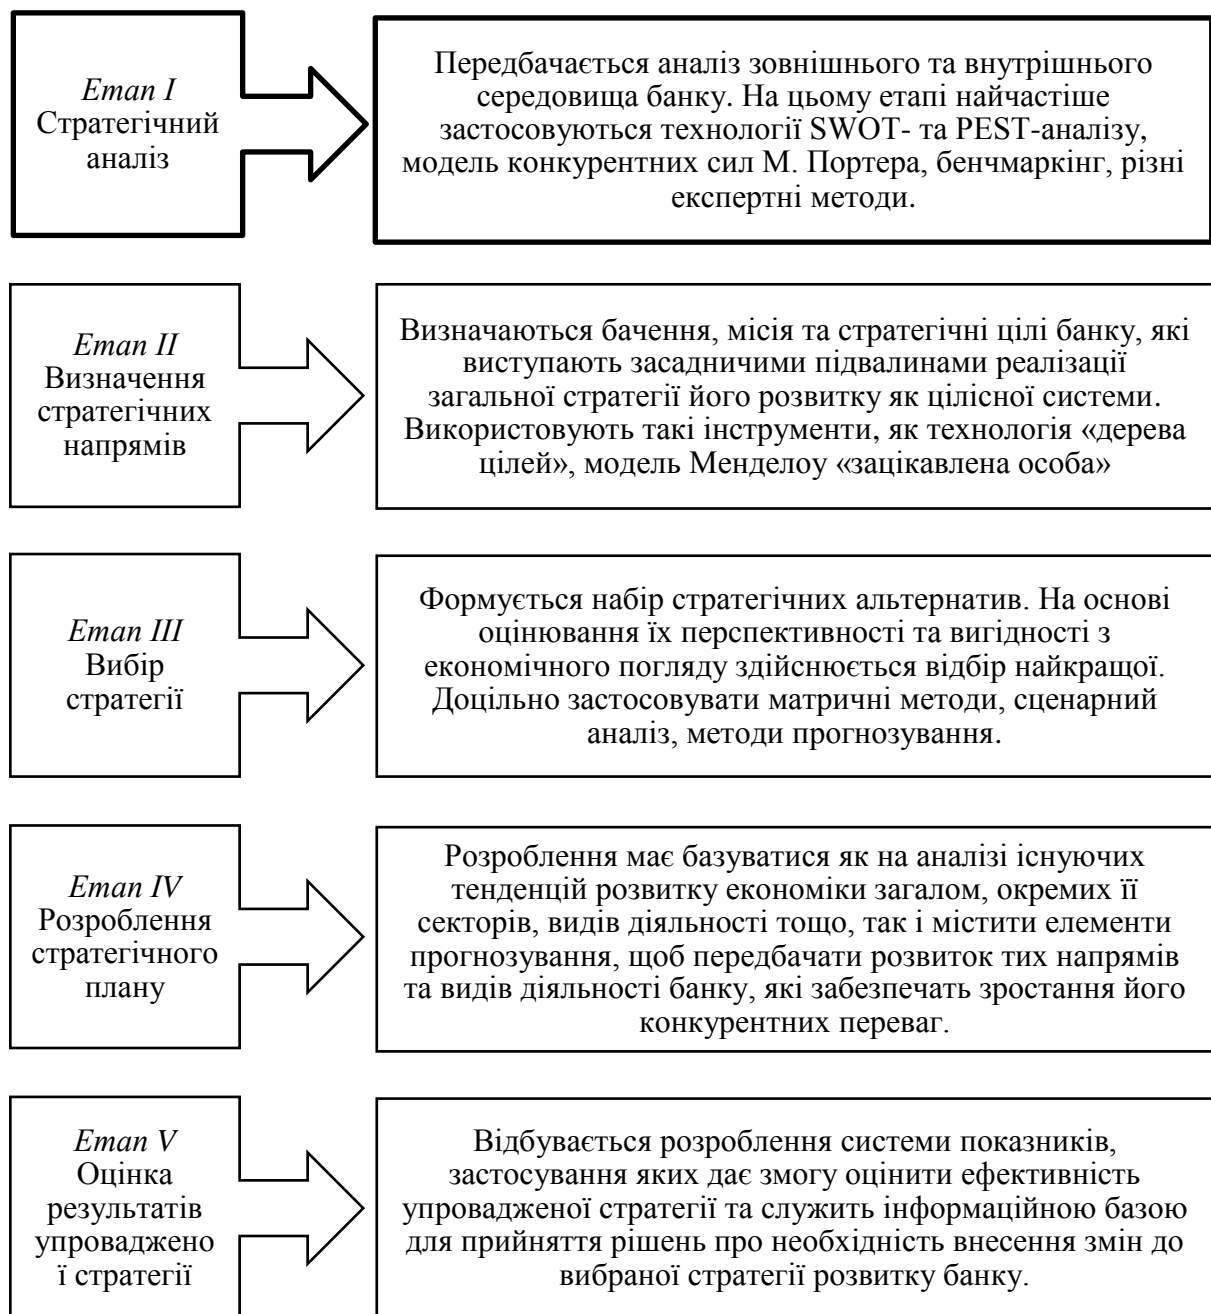 Етап I
Стратегічний
аналіз
Передбачається аналіз зовнішнього та внутрішнього
середовища банку. На цьому етапі найчастіше
застосовуються технології SWOT- та PEST-аналізу,
модель конкурентних сил М. Портера, бенчмаркінг, різні
експертні методи.
Етап II
Визначення
стратегічних
напрямів
Визначаються бачення, місія та стратегічні цілі банку, які
виступають засадничими підвалинами реалізації
загальної стратегії його розвитку як цілісної системи.
Використовують такі інструменти, як технологія «дерева
цілей», модель Менделоу «зацікавлена особа»
Етап III
Вибір
стратегії
Формується набір стратегічних альтернатив. На основі
оцінювання їх перспективності та вигідності з
економічного погляду здійснюється відбір найкращої.
Доцільно застосовувати матричні методи, сценарний
аналіз, методи прогнозування.
Етап IV
Розроблення
стратегічного
плану
Розроблення має базуватися як на аналізі існуючих
тенденцій розвитку економіки загалом, окремих її
секторів, видів діяльності тощо, так і містити елементи
прогнозування, щоб передбачати розвиток тих напрямів
та видів діяльності банку, які забезпечать зростання його
конкурентних переваг.
Етап V
Оцінка
результатів
упроваджено
ї стратегії
Відбувається розроблення системи показників,
застосування яких дає змогу оцінити ефективність
упровадженої стратегії та служить інформаційною базою
для прийняття рішень про необхідність внесення змін до
вибраної стратегії розвитку банку.